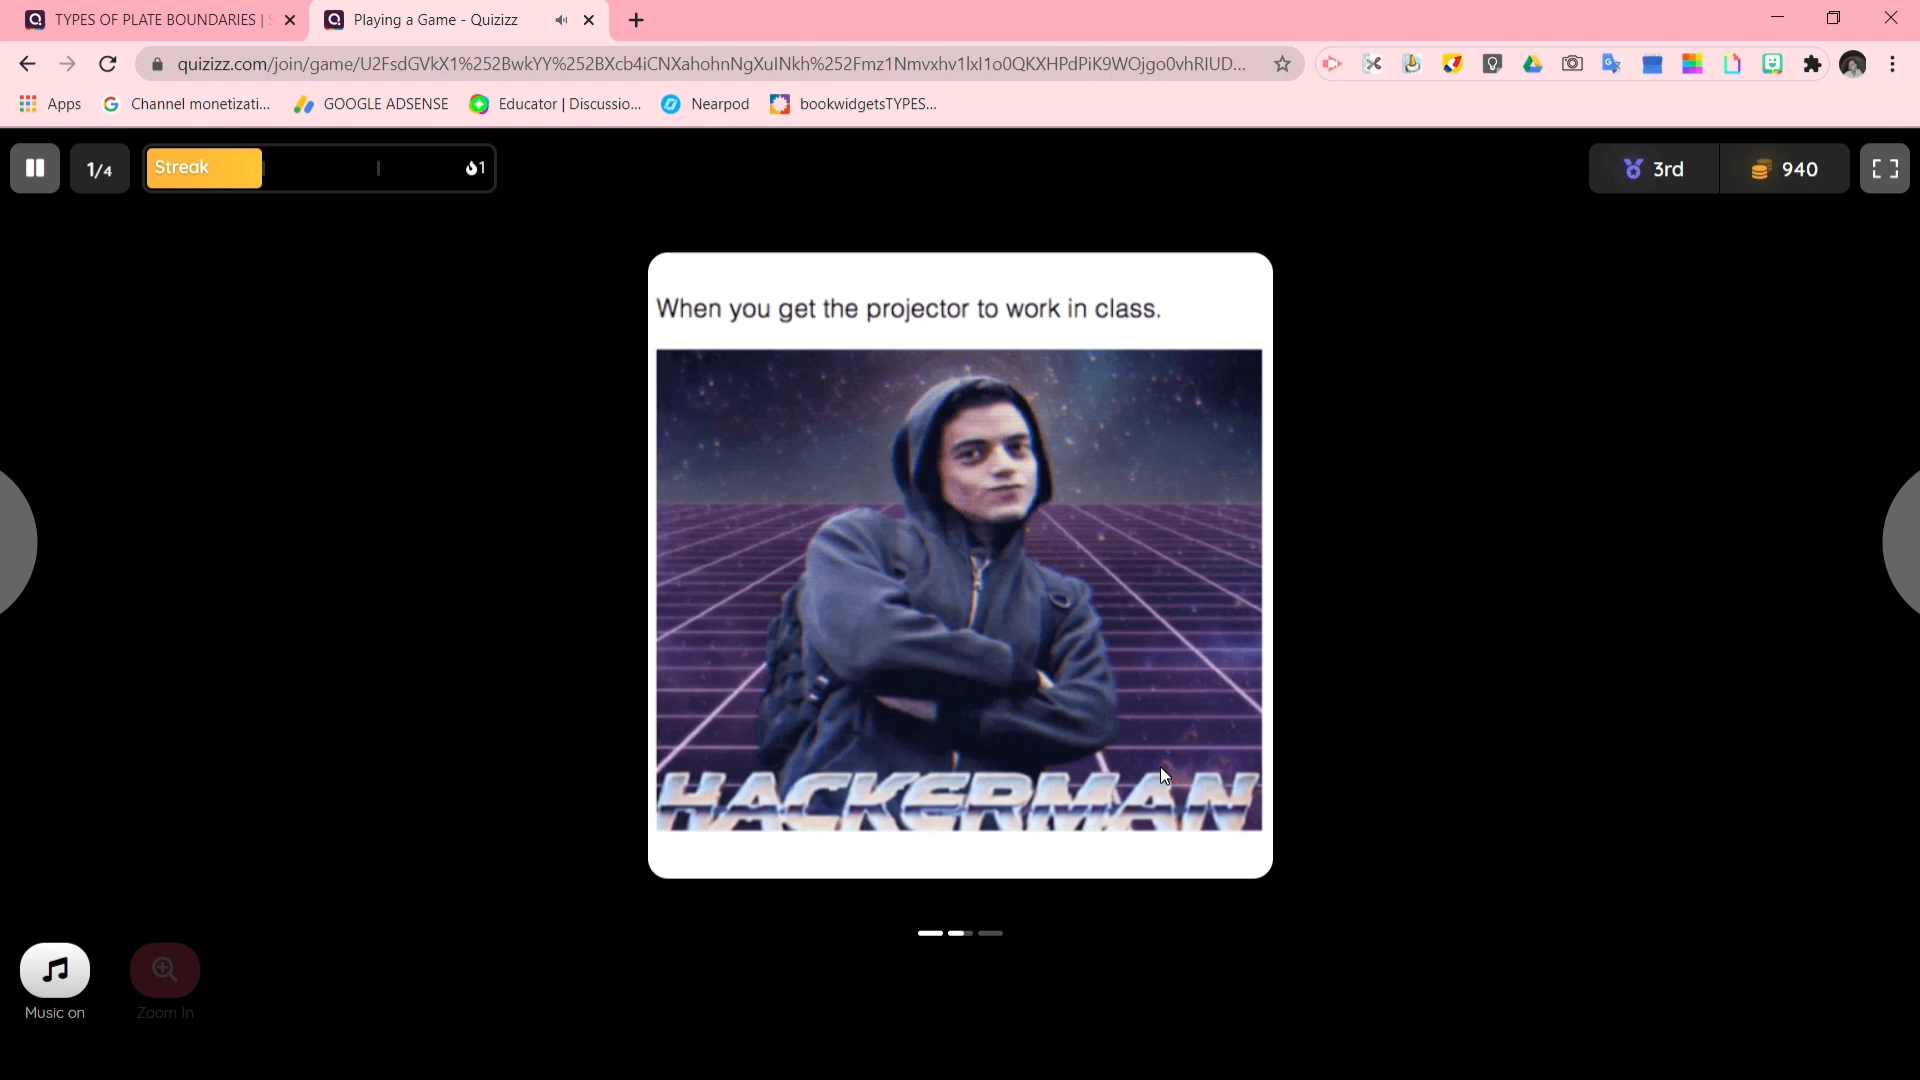 TYPES OF PLATE BOUNDARIES |
Playing a Game - Quizizz
quizizz.com/join/game/U2FsdGVkX1%252BwkYY%252BXcb4iCNXahohnNgXuINkh%252Fmz1Nmvxhv1IxI1o0QKXHPdPiK9WOjgo0vhRIUD...
Apps
Channel monetizati...
GOOGLE ADSENSE
Educator | Discussio...
Nearpod
bookwidgetsTYPES...
1/4
Streak
1
3rd
940
When you get the projector to work in class.
HACKERMAN
Music on
Zoom In